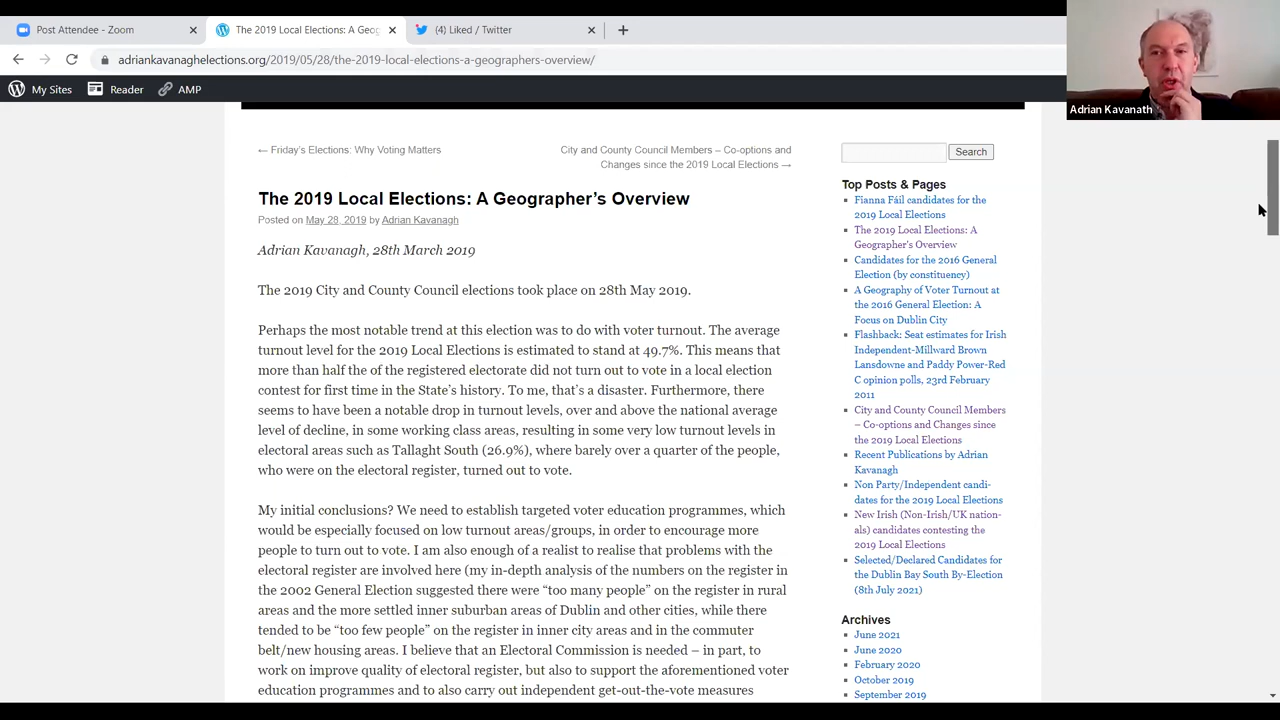 Post Attendee - Zoom
The 2019 Local Elections: A Geog
(4) Liked / Twitter
adriankavanaghelections.org/2019/05/28/the-2019-local-elections-a-geographers-overview/
My Sites
Reader
AMP
Adrian Kavanath
← Friday's Elections: Why Voting Matters
City and County Council Members – Co-options and
Changes since the 2019 Local Elections →
The 2019 Local Elections: A Geographer's Overview
Posted on May 28, 2019 by Adrian Kavanagh
Adrian Kavanagh, 28th March 2019
The 2019 City and County Council elections took place on 28th May 2019.
Perhaps the most notable trend at this election was to do with voter turnout. The average
turnout level for the 2019 Local Elections is estimated to stand at 49.7%. This means that
more than half the of the registered electorate did not turn out to vote in a local election
contest for first time in the State's history. To me, that's a disaster. Furthermore, there
seems to have been a notable drop in turnout levels, over and above the national average
level of decline, in some working class areas, resulting in some very low turnout levels in
electoral areas such as Tallaght South (26.9%), where barely over a quarter of the people,
who were on the electoral register, turned out to vote.
My initial conclusions? We need to establish targeted voter education programmes, which
would be especially focused on low turnout areas/groups, in order to encourage more
people to turn out to vote. I am also enough of a realist to realise that problems with the
electoral register are involved here (my in-depth analysis of the numbers on the register in
the 2002 General Election suggested there were "too many people" on the register in rural
areas and the more settled inner suburban areas of Dublin and other cities, while there
tended to be "too few people" on the register in inner city areas and in the commuter
belt/new housing areas. I believe that an Electoral Commission is needed – in part, to
work on improve quality of electoral register, but also to support the aforementioned voter
education programmes and to also carry out independent get-out-the-vote measures
Search
Top Posts & Pages
Fianna Fáil candidates for the
2019 Local Elections
The 2019 Local Elections: A
Geographer's Overview
Candidates for the 2016 General
Election (by constituency)
A Geography of Voter Turnout at
the 2016 General Election: A
Focus on Dublin City
Flashback: Seat estimates for Irish
Independent-Millward Brown
Lansdowne and Paddy Power-Red
C opinion polls, 23rd February
2011
City and County Council Members
– Co-options and Changes since
the 2019 Local Elections
Recent Publications by Adrian
Kavanagh
Non Party/Independent candi-
dates for the 2019 Local Elections
New Irish (Non-Irish/UK nation-
als) candidates contesting the
2019 Local Elections
Selected/Declared Candidates for
the Dublin Bay South By-Election
(8th July 2021)
Archives
June 2021
June 2020
February 2020
October 2019
September 2019